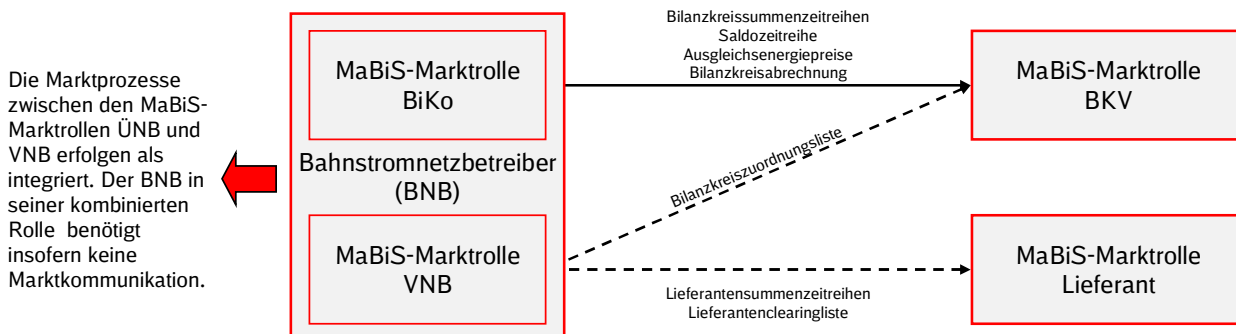 Die Marktprozesse
zwischen den MaBiS-
Marktrollen ÜNB und
VNB erfolgen als
integriert. Der BNB in
seiner kombinierten
Rolle benötigt
insofern keine
Marktkommunikation.
MaBiS-Marktrolle
BiKo
Bahnstromnetzbetreiber
(BNB)
MaBiS-Marktrolle
VNB
Bilanzkreissummenzeitreihen
Saldozeitreihe
Ausgleichsenergiepreise
Bilanzkreisabrechnung
Bilanzkreiszuordnungsliste
Lieferantensummenzeitreihen
Lieferantenclearingliste
MaBiS-Marktrolle
BKV
MaBiS-Marktrolle
Lieferant